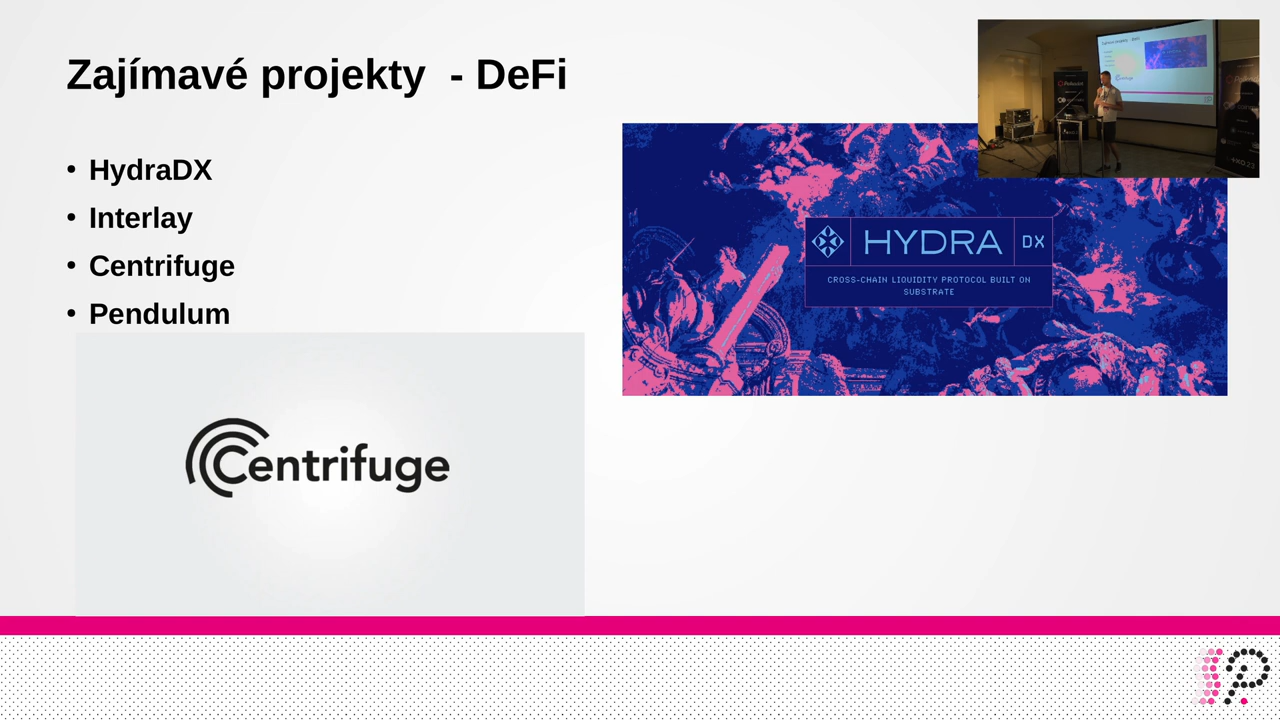 Zajímavé projekty - DeFi
• HydraDX
• Interlay
• Centrifuge
• Pendulum
HYDRA DX
CROSS-CHAIN LIQUIDITY PROTOCOL BUILT ON
SUBSTRATE
Centrifuge